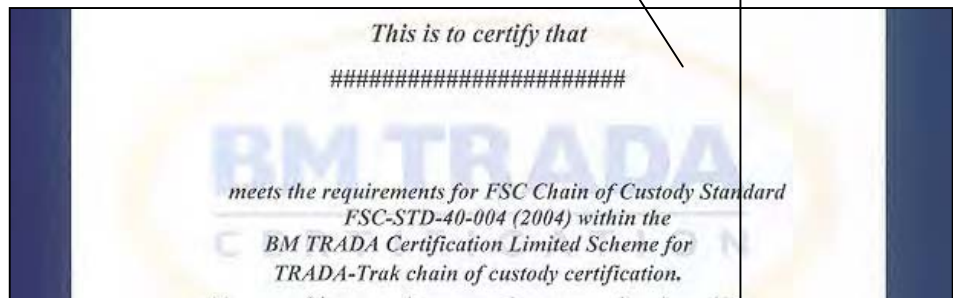 This is to certify that
######################
BM TRADA
meets the requirements for FSC Chain of Custody Standard
FSC-STD-40-004 (2004) within the
CERTIFICATION
BM TRADA Certification Limited Scheme for
TRADA-Trak chain of custody certification.